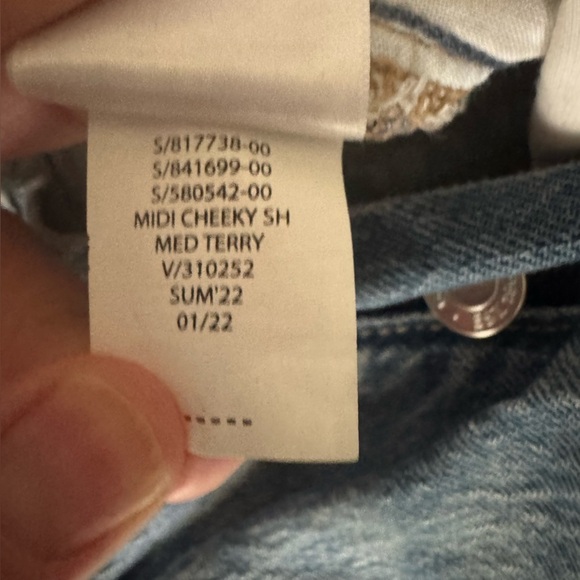 S/817738-00
S/841699-00
S/580542-00
MIDI CHEEKY SH
MED TERRY
V/310252
SUM'22
01/22